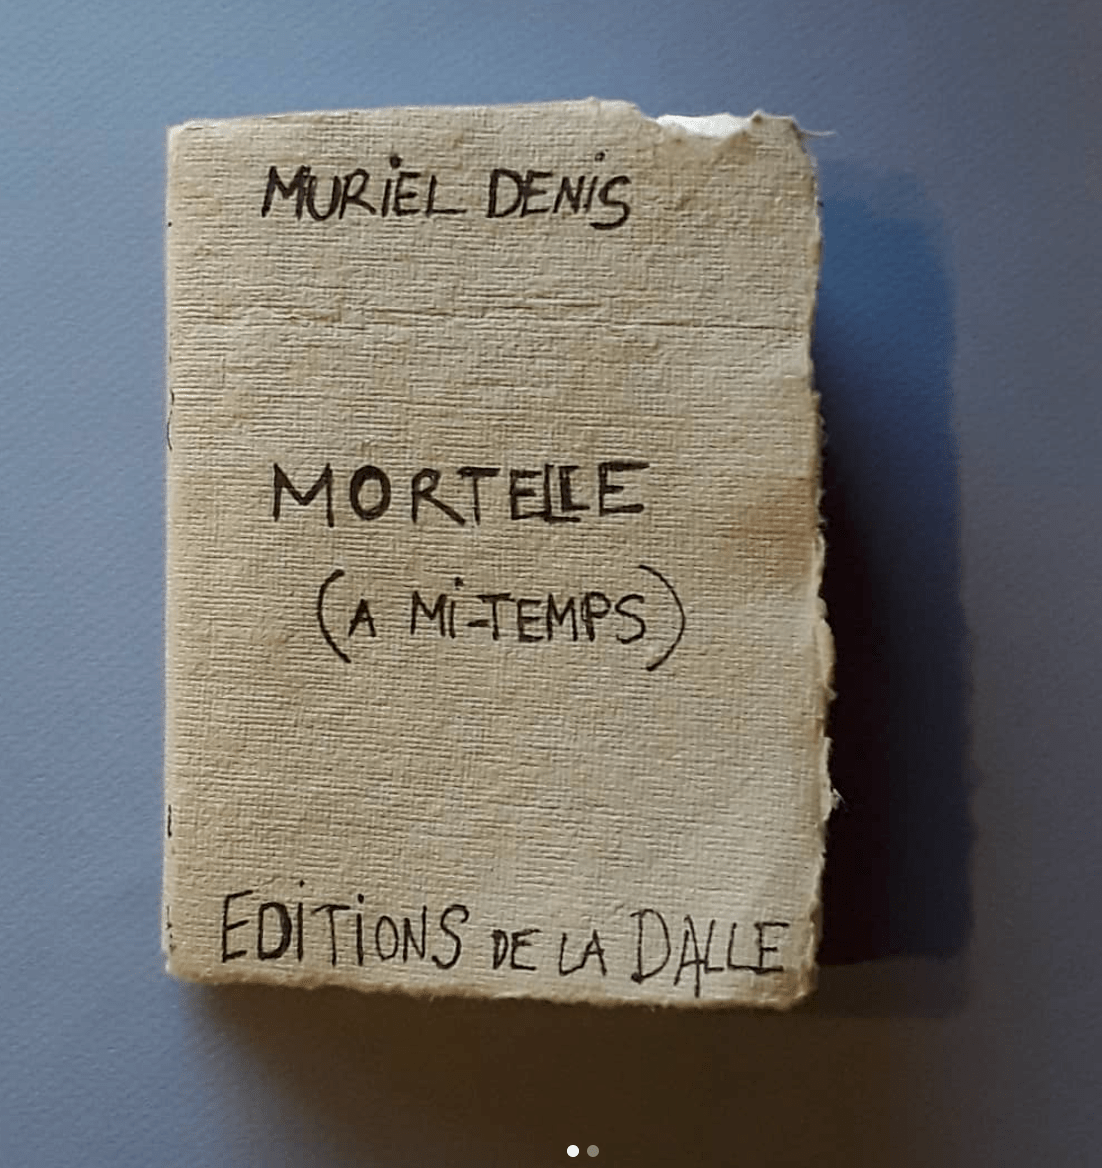 MURIEL DENIS
MORTELLE
(A MI-TEMPS)
EDITIONS DE LA DALLE